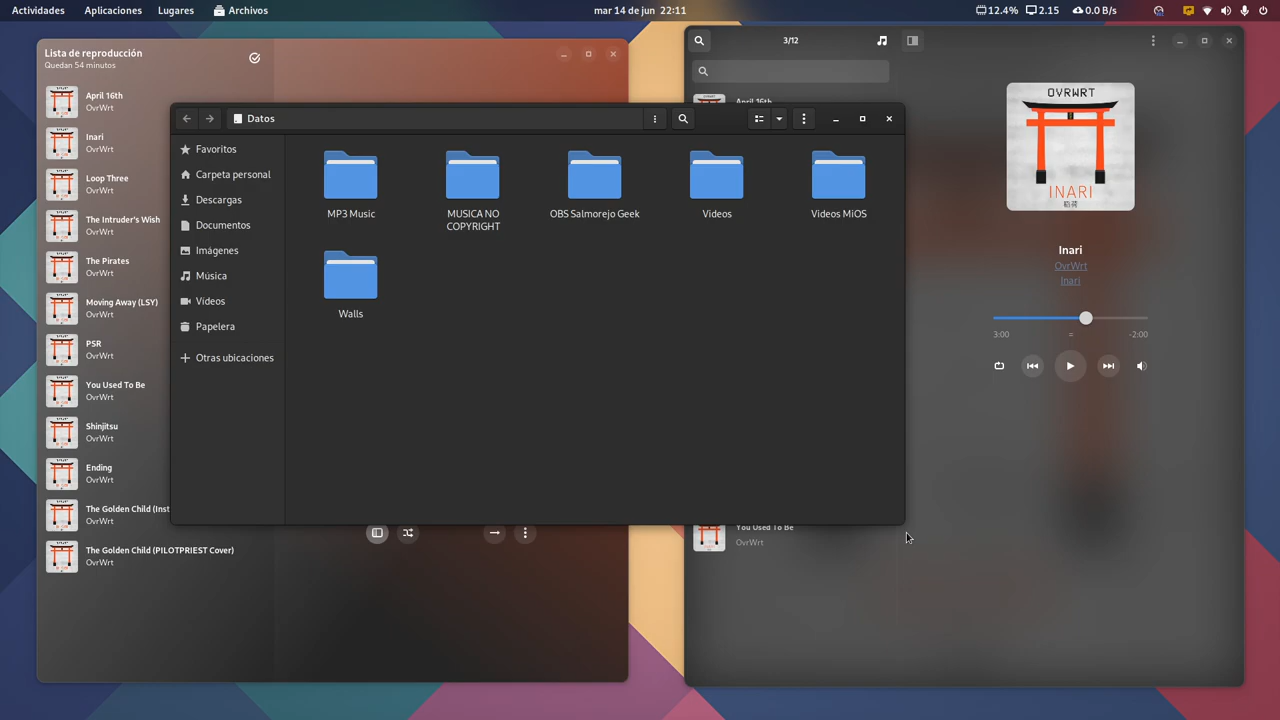 Actividades
Aplicaciones
Lugares
Archivos
mar 14 de jun  22:11
12.4%
2.15
0.0 B/s
Lista de reproducción
Quedan 54 minutos
April 16th
OvrWrt
Inari
OvrWrt
Loop Three
OvrWrt
The Intruder's Wish
OvrWrt
The Pirates
OvrWrt
Moving Away (LSY)
OvrWrt
PSR
OvrWrt
You Used To Be
OvrWrt
Shinjitsu
OvrWrt
Ending
OvrWrt
The Golden Child (Inst
OvrWrt
The Golden Child (PILOTPRIEST Cover)
OvrWrt
Datos
Favoritos
Carpeta personal
Descargas
Documentos
Imágenes
Música
Vídeos
Papelera
Otras ubicaciones
MP3 Music
MUSICA NO
COPYRIGHT
OBS Salmorejo Geek
Videos
Videos MiOS
Walls
3/12
April 16th
You Used To Be
OvrWrt
OVRWRT
INARI
稲荷
Inari
OvrWrt
Inari
3:00
=
-2:00